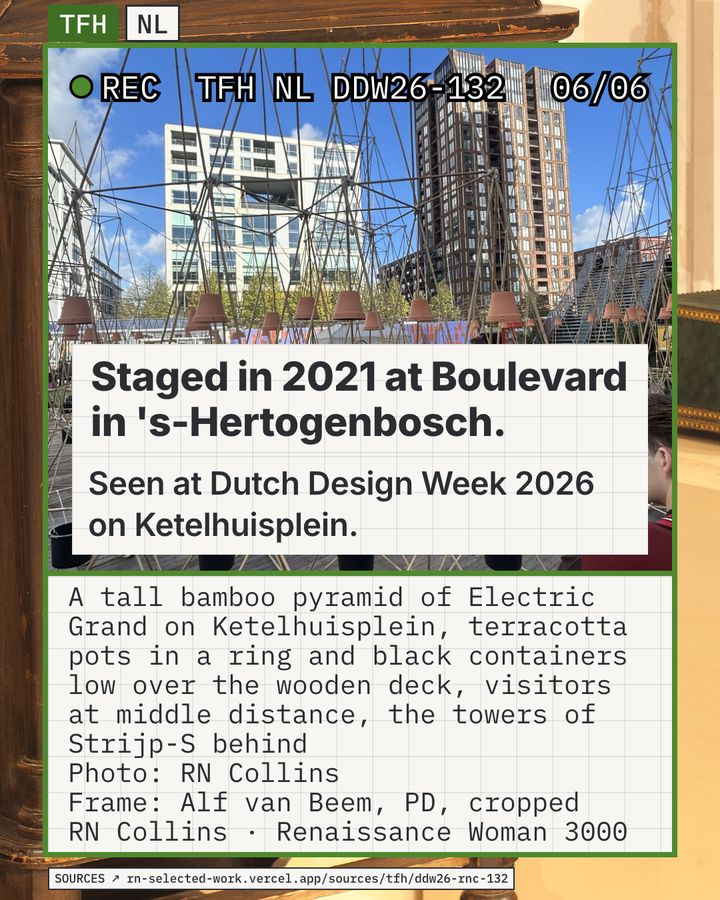 TFH NL
REC TFH NL DDW26-132 06/06
Staged in 2021 at Boulevard
in 's-Hertogenbosch.
Seen at Dutch Design Week 2026
on Ketelhuisplein.
A tall bamboo pyramid of Electric
Grand on Ketelhuisplein, terracotta
pots in a ring and black containers
low over the wooden deck, visitors
at middle distance, the towers of
Strijp-S behind
Photo: RN Collins
Frame: Alf van Beem, PD, cropped
RN Collins · Renaissance Woman 3000
SOURCES ↗ rn-selected-work.vercel.app/sources/tfh/ddw26-rnc-132